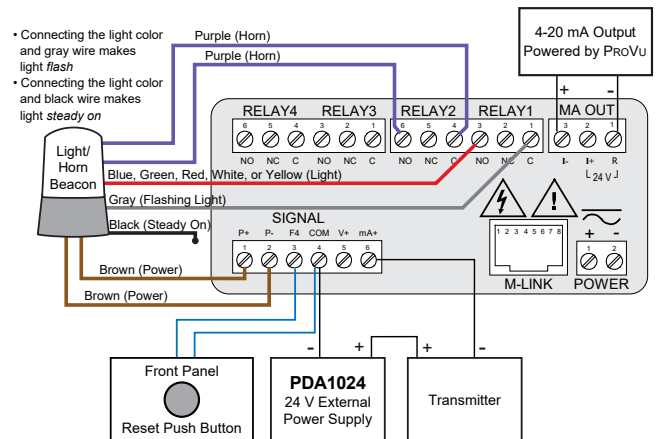 • Connecting the light color
and gray wire makes
light flash
• Connecting the light color
and black wire makes
light steady on
Purple (Horn)
Purple (Horn)
4-20 mA Output
Powered by PROVU
+ -
RELAY4 RELAY3 RELAY2 RELAY1 MA OUT
6 5 4 3 2 1 6 5 4 3 2 1 3 2 1
NO NC C NO NC C NO NC C NO NC C I- I+ R
24 V
Light/
Horn
Beacon
Blue, Green, Red, White, or Yellow (Light)
Gray (Flashing Light)
Black (Steady On)
SIGNAL
P+ P- F4 COM V+ mA+
1 2 3 4 5 6
1 2 3 4 5 6 7 8
M-LINK
+ -
1 2
POWER
Brown (Power)
Brown (Power)
- + + -
Front Panel
Reset Push Button
PDA1024
24 V External
Power Supply
Transmitter